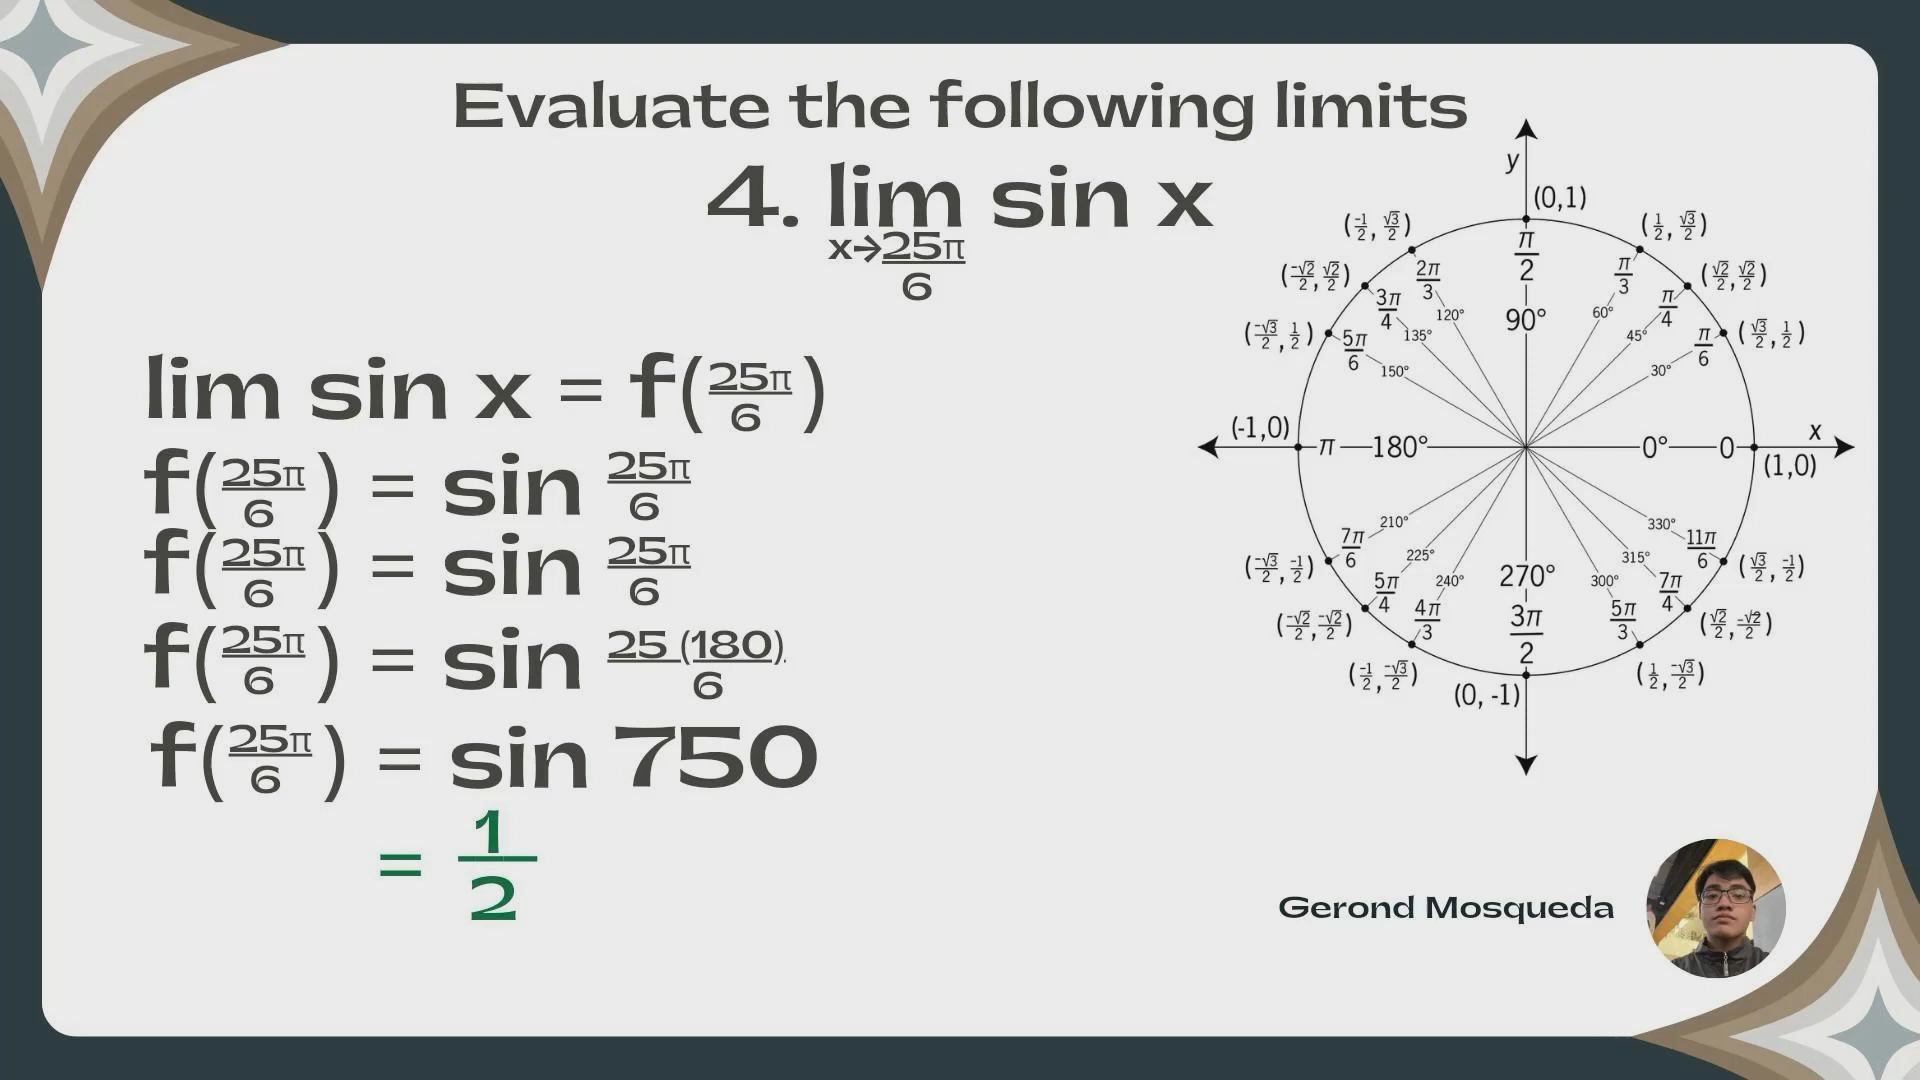 Evaluate the following limits
4. lim sin x
x→25π/6
lim sin x = f(25π/6)
f(25π/6) = sin 25π/6
f(25π/6) = sin 25π/6
f(25π/6) = sin 25 (180)/6
f(25π/6) = sin 750
= 1/2
y
(0,1)
(-1/2, √3/2)
(1/2, √3/2)
π/2
2π/3
π/3
(-√2/2, √2/2)
(√2/2, √2/2)
3π/4
π/4
120°
90°
60°
135°
45°
(-√3/2, 1/2)
(√3/2, 1/2)
5π/6
π/6
150°
30°
(-1,0)
π
180°
0°
0
x
(1,0)
210°
330°
7π/6
11π/6
(-√3/2, -1/2)
(√3/2, -1/2)
225°
315°
240°
270°
300°
5π/4
7π/4
4π/3
3π/2
5π/3
(-√2/2, -√2/2)
(√2/2, -√2/2)
(-1/2, -√3/2)
(1/2, -√3/2)
(0, -1)
Gerond Mosqueda